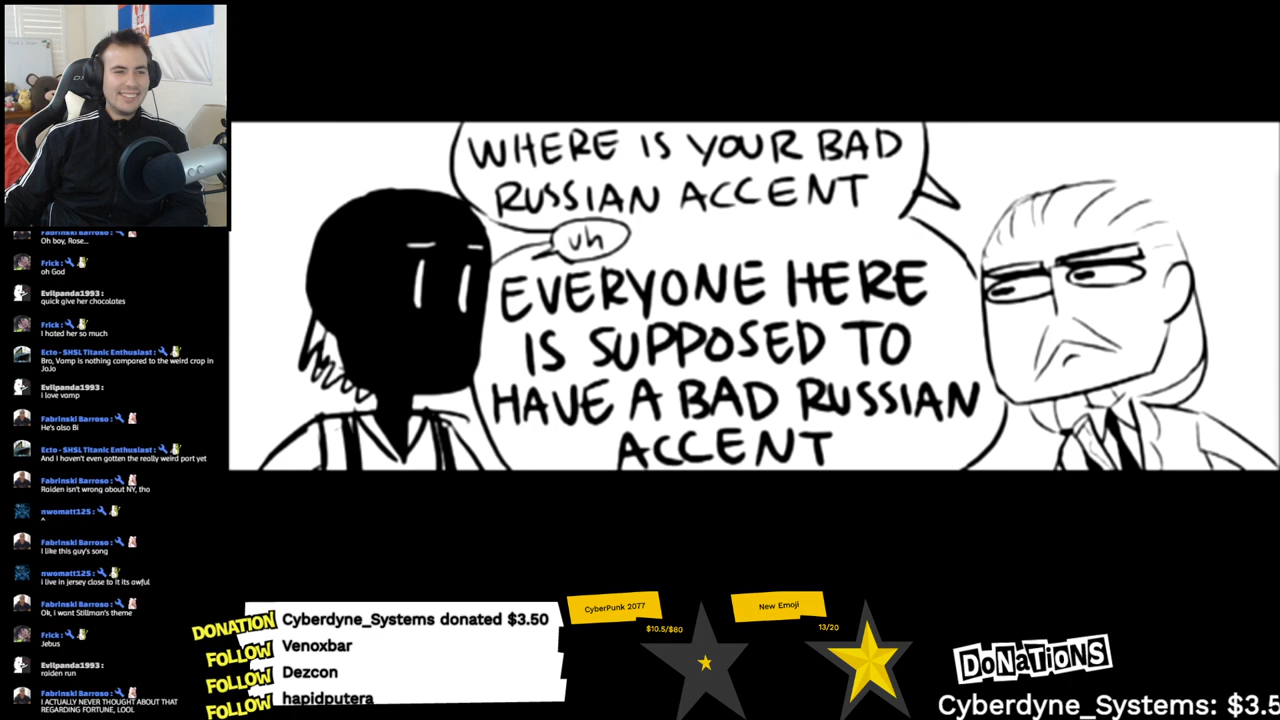 WHERE IS YOUR BAD
RUSSIAN ACCENT
uh
EVERYONE HERE
IS SUPPOSED TO
HAVE A BAD RUSSIAN
ACCENT
Fabrinski Barroso :
Oh boy, Rose...
Frick :
oh God
Evilpanda1993 :
quick give her chocolates
Frick :
I hated her so much
Ecto - SHSL Titanic Enthusiast :
Bro, Vamp is nothing compared to the weird crap in
JoJo
Evilpanda1993 :
i love vamp
Fabrinski Barroso :
He's also Bi
Ecto - SHSL Titanic Enthusiast :
And I haven't even gotten the really weird part yet
Fabrinski Barroso :
Raiden isn't wrong about NY, tho
nwomatt125 :
^
Fabrinski Barroso :
I like this guy's song
nwomatt125 :
i live in jersey close to it its awful
Fabrinski Barroso :
Ok, i want Stillman's theme
Frick :
Jebus
Evilpanda1993 :
raiden run
Fabrinski Barroso :
I ACTUALLY NEVER THOUGHT ABOUT THAT
REGARDING FORTUNE, LOOL
DONATION Cyberdyne_Systems donated $3.50
FOLLOW Venoxbar
FOLLOW Dezcon
FOLLOW hapidputera
CyberPunk 2077
$10.5/$60
New Emoji
13/20
DONATIONS
Cyberdyne_Systems: $3.5